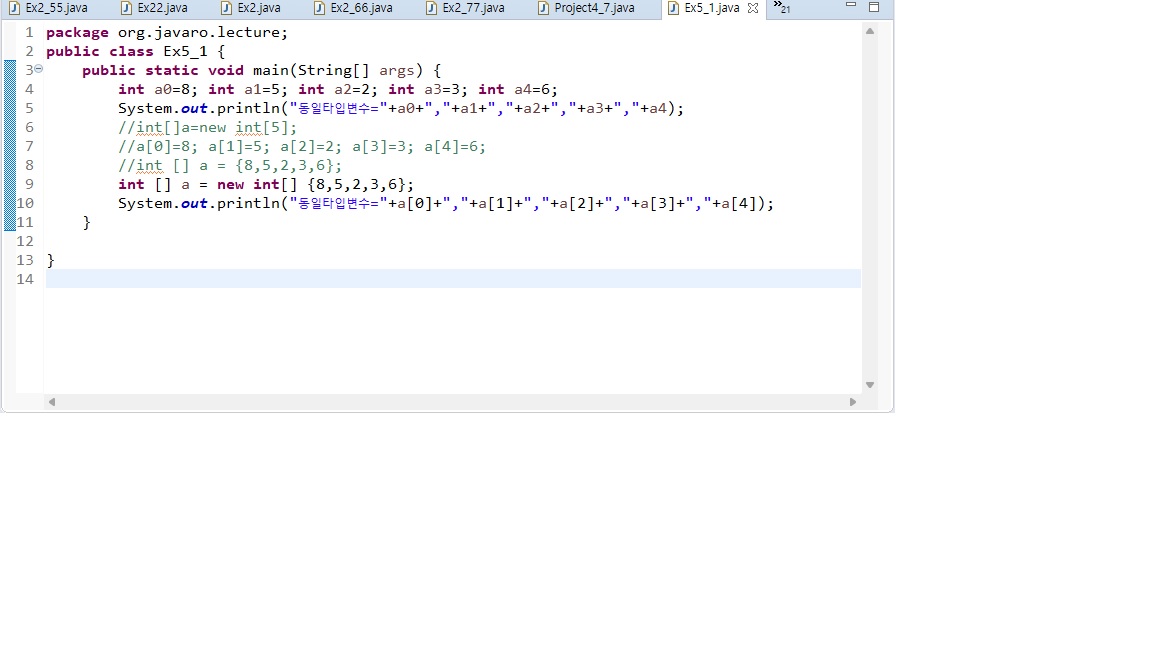 Ex2_55.java Ex22.java Ex2.java Ex2_66.java Ex2_77.java Project4_7.java Ex5_1.java »21
1 package org.javaro.lecture;
2 public class Ex5_1 {
3 public static void main(String[] args) {
4 int a0=8; int a1=5; int a2=2; int a3=3; int a4=6;
5 System.out.println("동일타입변수="+a0+","+a1+","+a2+","+a3+","+a4);
6 //int[]a=new int[5];
7 //a[0]=8; a[1]=5; a[2]=2; a[3]=3; a[4]=6;
8 //int [] a = {8,5,2,3,6};
9 int [] a = new int[] {8,5,2,3,6};
10 System.out.println("동일타입변수="+a[0]+","+a[1]+","+a[2]+","+a[3]+","+a[4]);
11 }
12
13 }
14